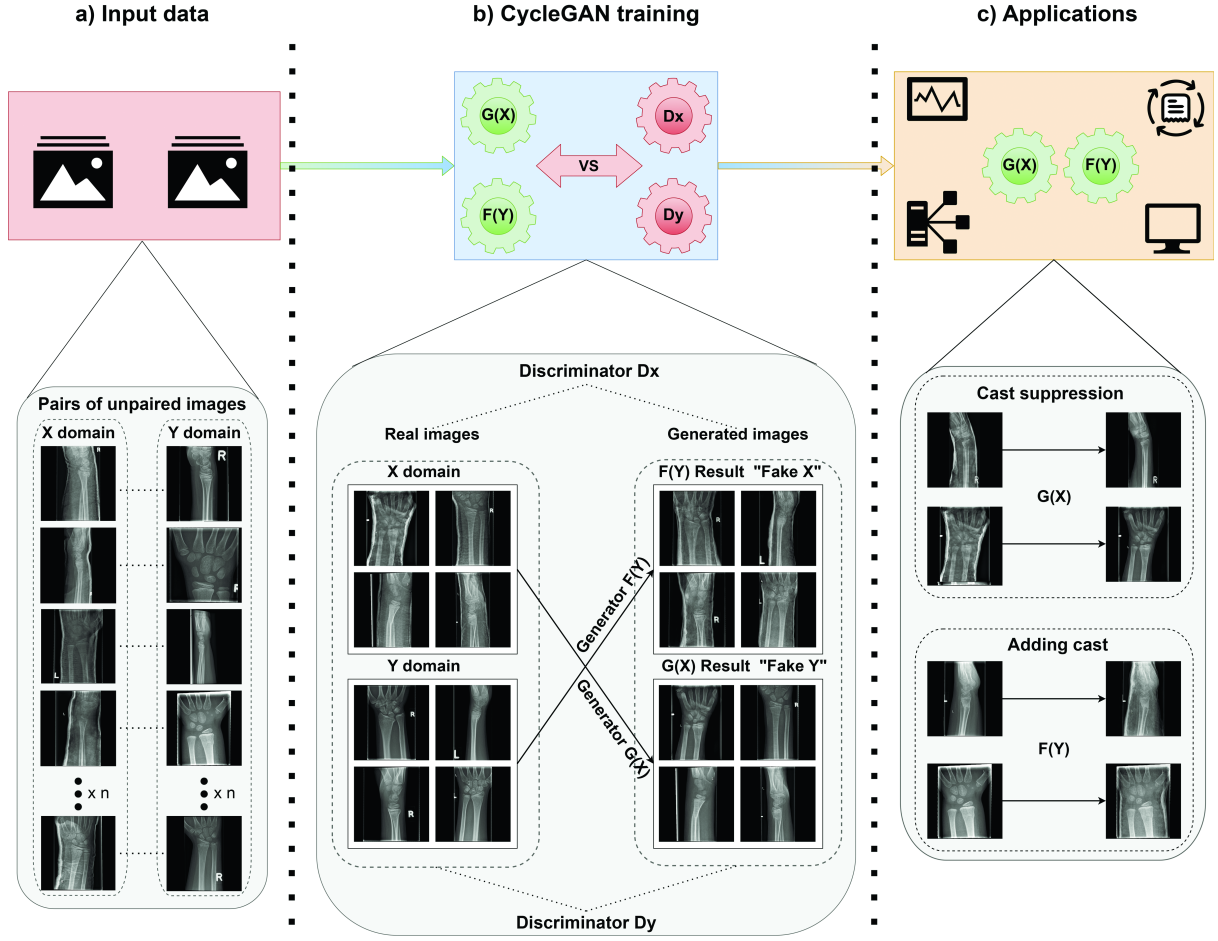 a) Input data
b) CycleGAN training
c) Applications
G(X)
Dx
VS
F(Y)
Dy
G(X)
F(Y)
Pairs of unpaired images
X domain
Y domain
R
R
L
x n
x n
R
Discriminator Dx
Real images
Generated images
X domain
F(Y) Result "Fake X"
R
R
L
R
L
Generator F(Y)
Generator G(X)
Y domain
G(X) Result "Fake Y"
R
L
R
R
L
Discriminator Dy
Cast suppression
R
R
G(X)
Adding cast
F(Y)